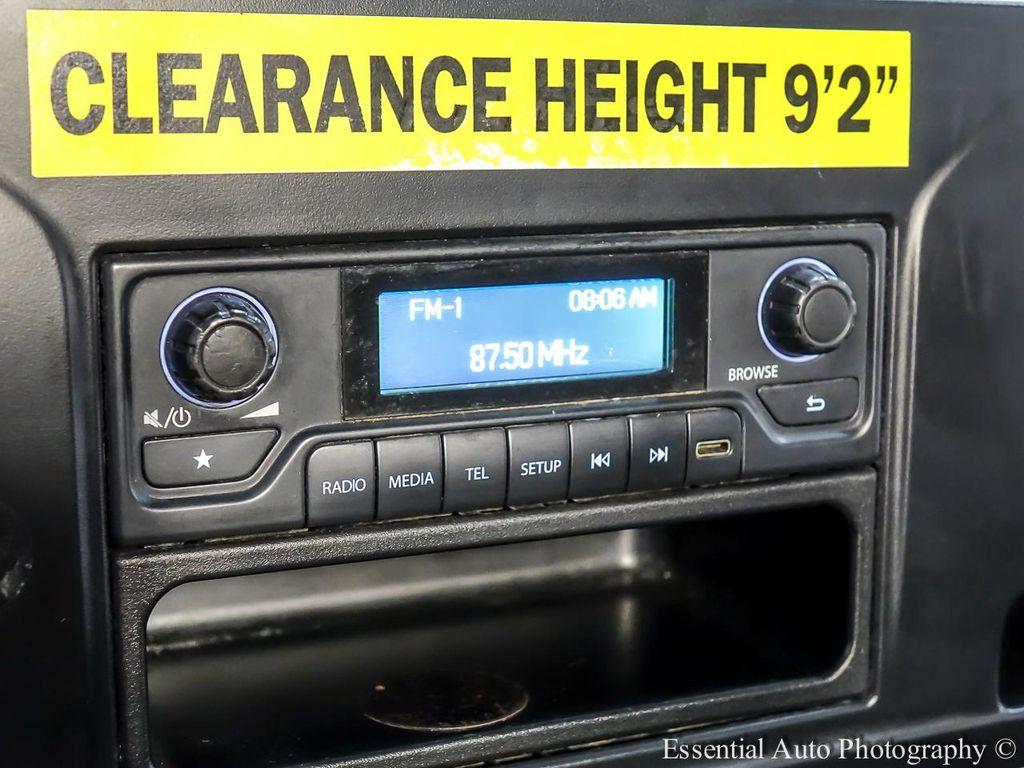 CLEARANCE HEIGHT 9’2”
FM-1 08:06 AM
87.50 MHz
BROWSE
RADIO MEDIA TEL SETUP
Essential Auto Photography ©